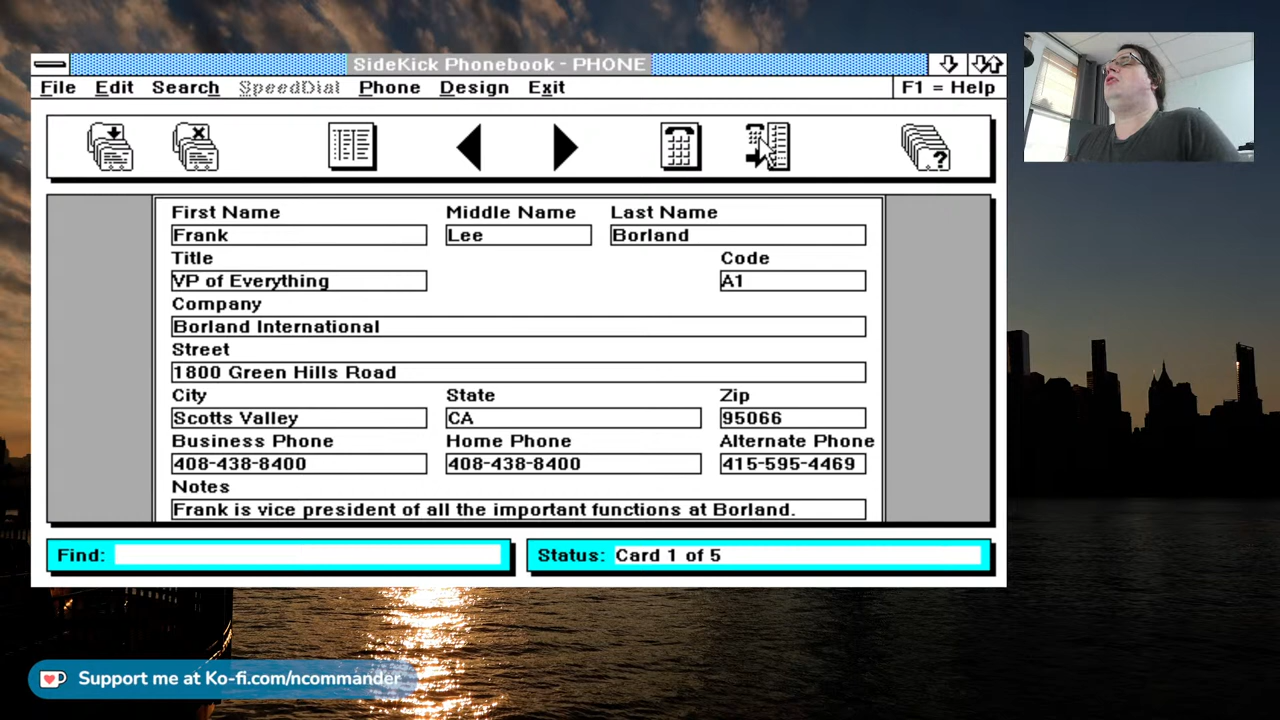 SideKick Phonebook - PHONE
File Edit Search SpeedDial Phone Design Exit F1 = Help
First Name Middle Name Last Name
Frank Lee Borland
Title Code
VP of Everything A1
Company
Borland International
Street
1800 Green Hills Road
City State Zip
Scotts Valley CA 95066
Business Phone Home Phone Alternate Phone
408-438-8400 408-438-8400 415-595-4469
Notes
Frank is vice president of all the important functions at Borland.
Find: Status: Card 1 of 5
Support me at Ko-fi.com/ncommander